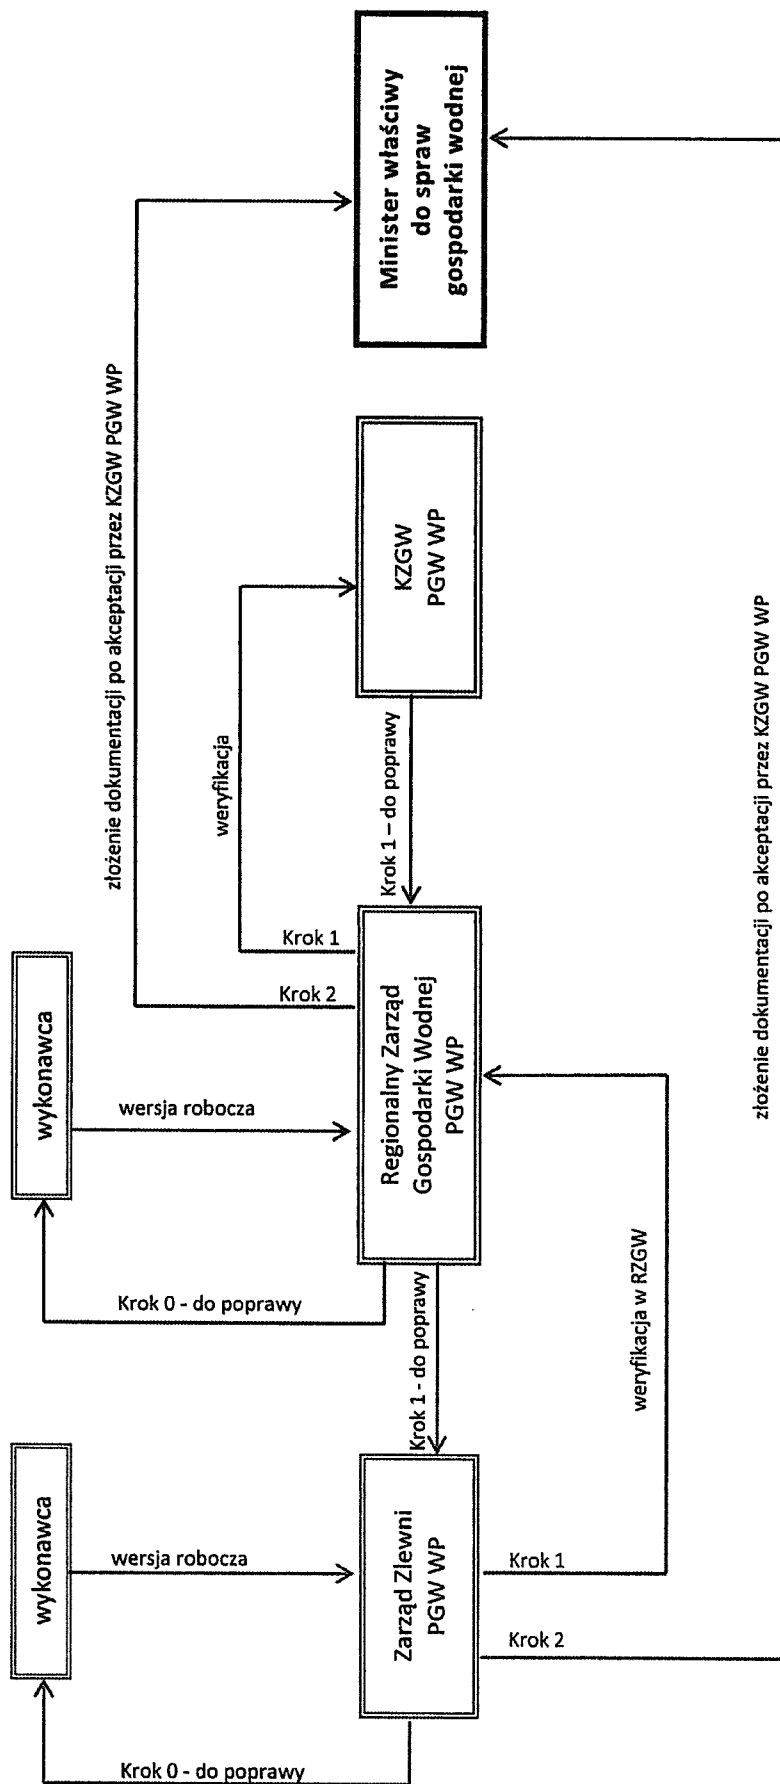 wykonawca
wersja robocza
Krok 0 - do poprawy
Zarząd Zlewni
PGW WP
Krok 1
Krok 2
Krok 1 - do poprawy
weryfikacja w RZGW
złożenie dokumentacji po akceptacji przez KZGW PGW WP
wykonawca
wersja robocza
Krok 0 - do poprawy
Regionalny Zarząd
Gospodarki Wodnej
PGW WP
Krok 2
Krok 1
weryfikacja
Krok 1 – do poprawy
złożenie dokumentacji po akceptacji przez KZGW PGW WP
KZGW
PGW WP
Minister właściwy
do spraw
gospodarki wodnej